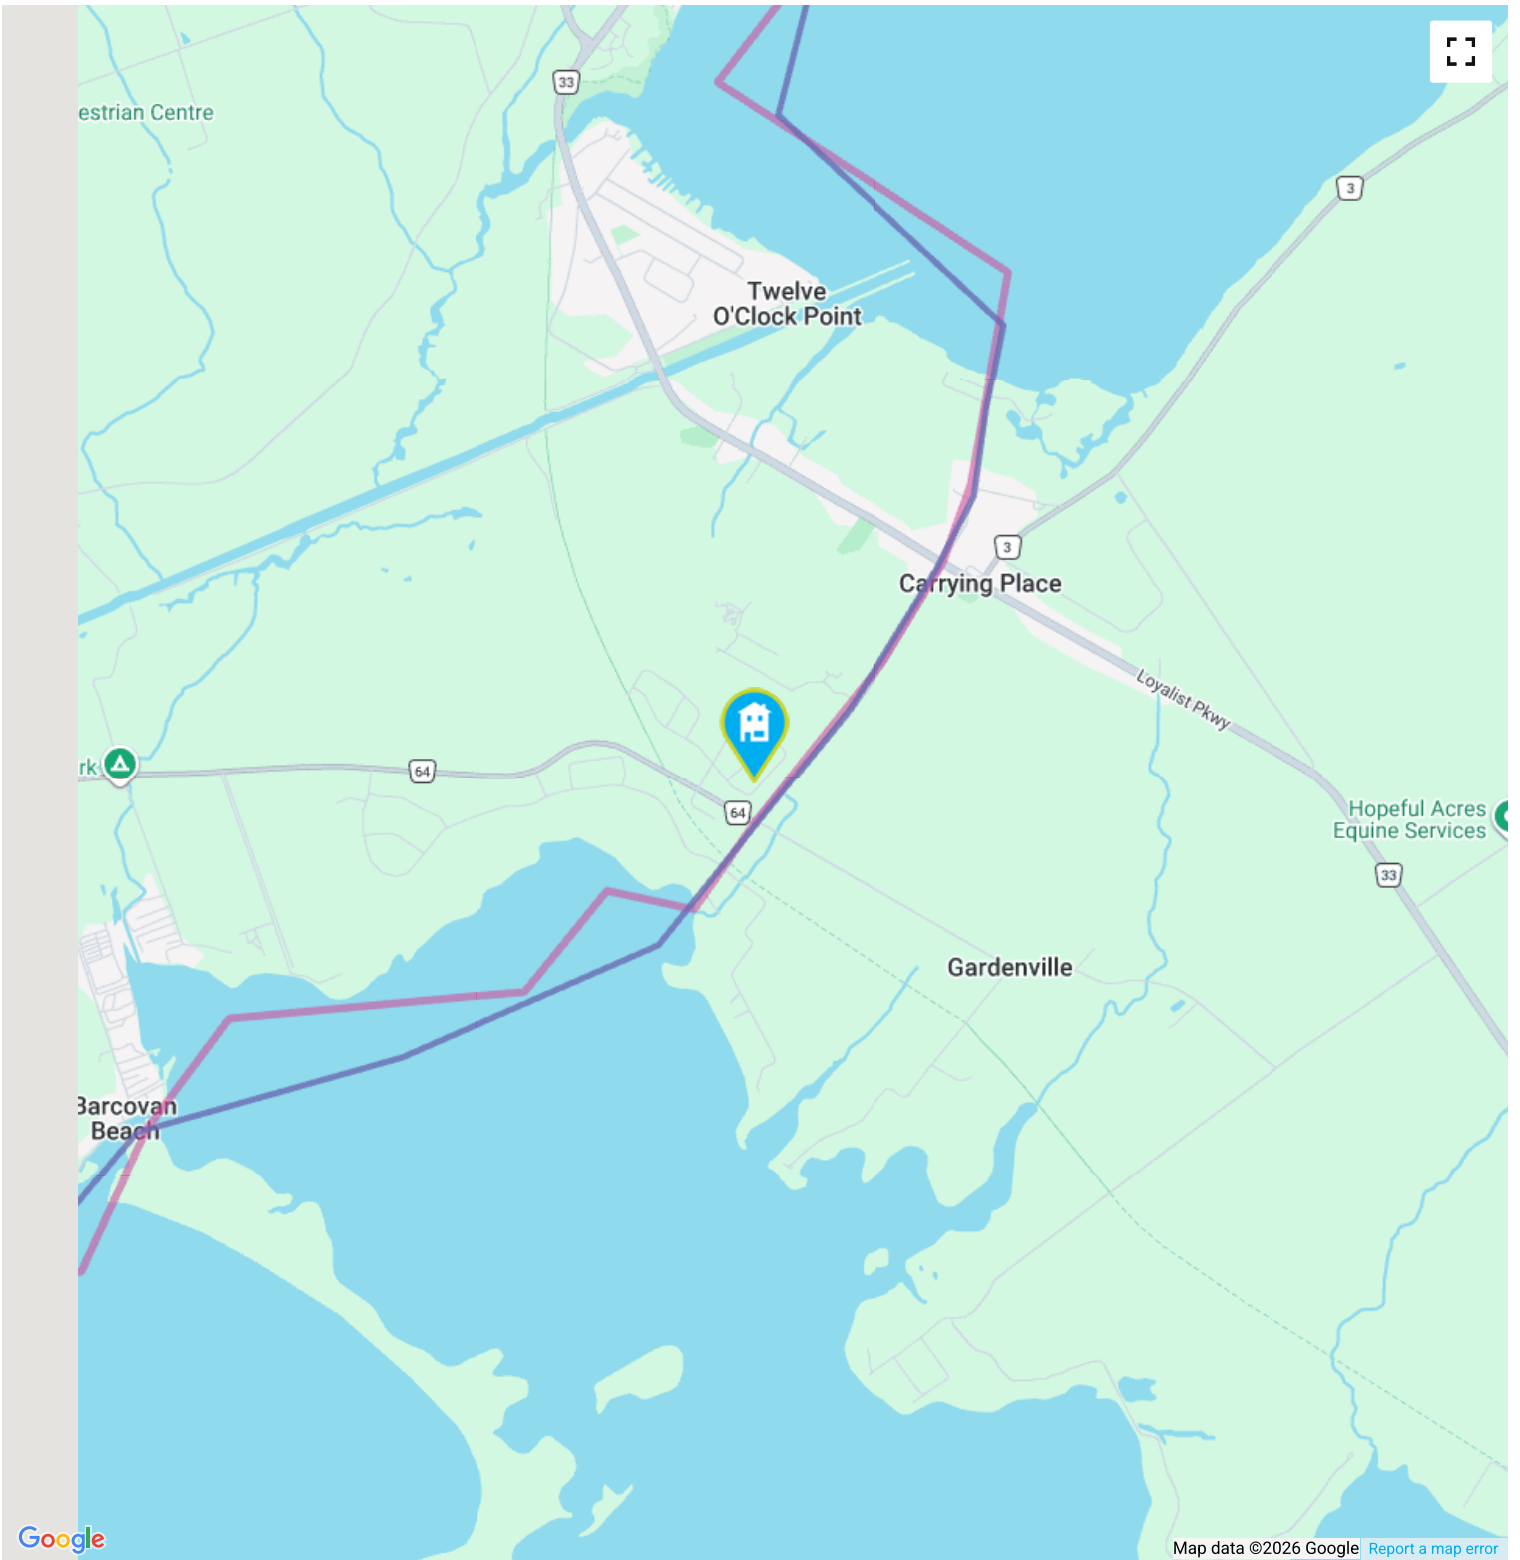 33
estrian Centre
3
Twelve
O'Clock Point
3
Carrying Place
Loyalist Pkwy
rk
64
64
Hopeful Acres
Equine Services
33
Gardenville
Barcovan
Beach
Google
Map data ©2026 Google
Report a map error